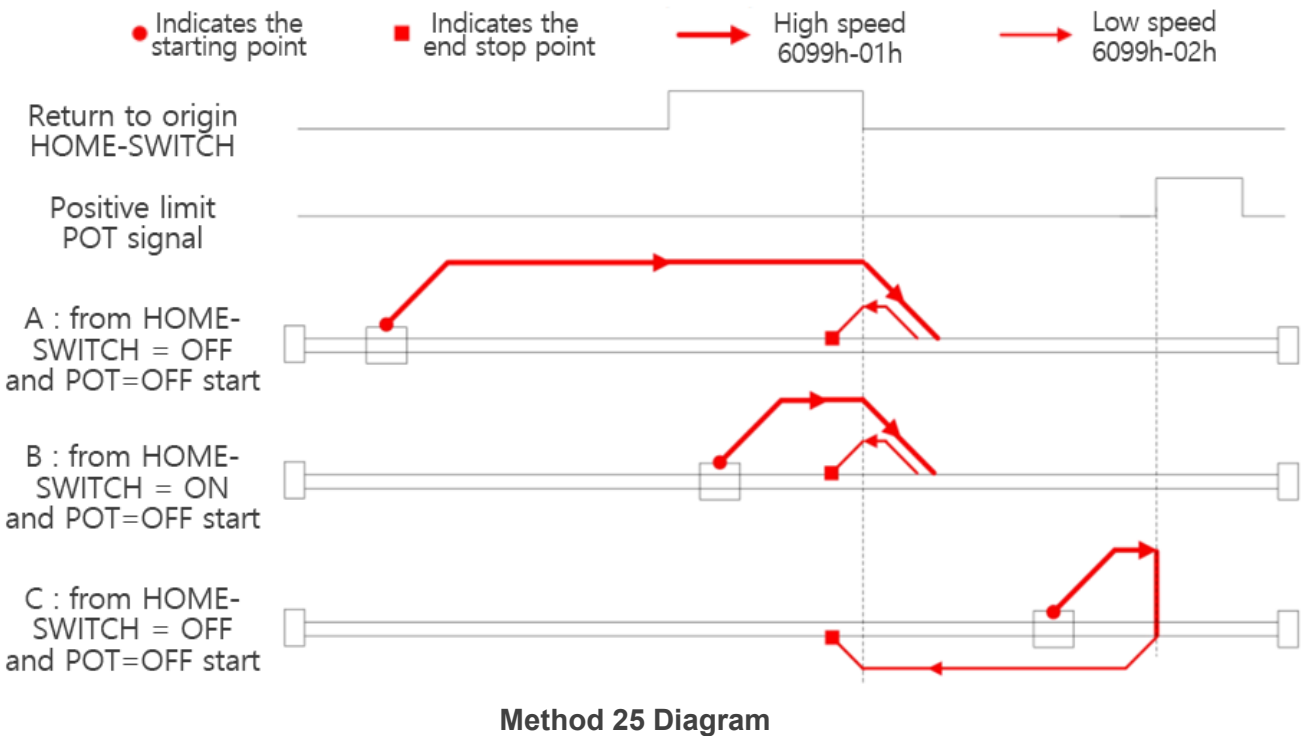 Indicates the
starting point
Indicates the
end stop point
High speed
6099h-01h
Low speed
6099h-02h
Return to origin
HOME-SWITCH
Positive limit
POT signal
A : from HOME-
SWITCH = OFF
and POT=OFF start
B : from HOME-
SWITCH = ON
and POT=OFF start
C : from HOME-
SWITCH = OFF
and POT=OFF start
Method 25 Diagram